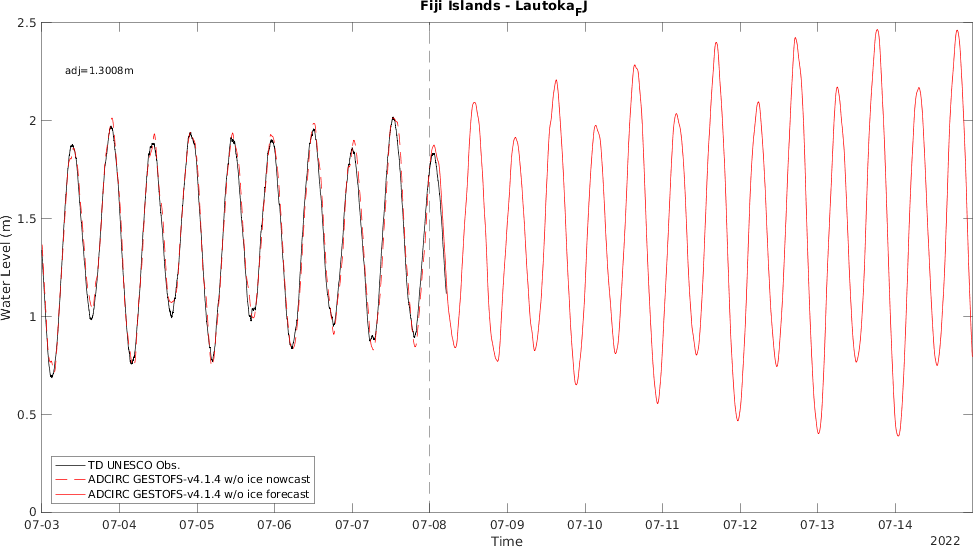 Fiji Islands - Lautoka_FJ
2.5
adj=1.3008m
2
1.5
Water Level (m)
1
0.5
TD UNESCO Obs.
ADCIRC GESTOFS-v4.1.4 w/o ice nowcast
ADCIRC GESTOFS-v4.1.4 w/o ice forecast
0
07-03 07-04 07-05 07-06 07-07 07-08 07-09 07-10 07-11 07-12 07-13 07-14
Time
2022